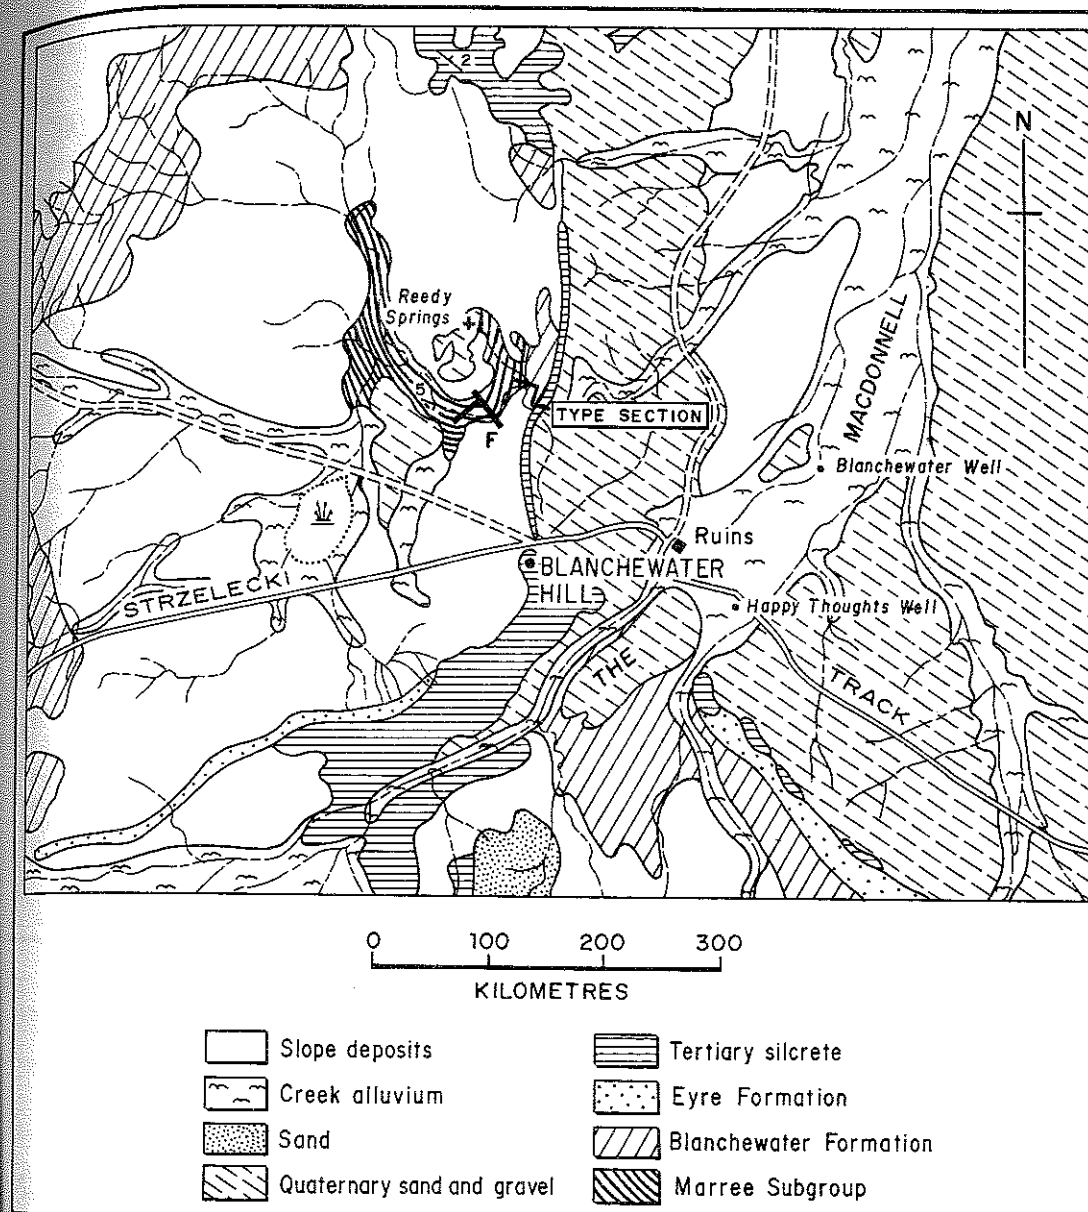 2
N
Reedy
Springs
5
F
TYPE SECTION
MACDONNELL
Blanchewater Well
Ruins
BLANCHEWATER
HILL
STRZELECKI
Happy Thoughts Well
THE
TRACK
0 100 200 300
KILOMETRES
Slope deposits
Creek alluvium
Sand
Quaternary sand and gravel
Tertiary silcrete
Eyre Formation
Blanchewater Formation
Marree Subgroup